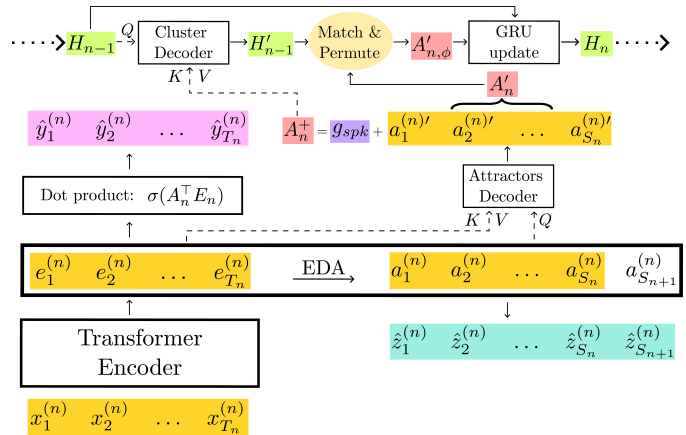 H_{n-1} Q Cluster Decoder H'_{n-1} Match & Permute A'_{n,ϕ} GRU update H_n
K V
A'_n
ŷ_1^{(n)} ŷ_2^{(n)} ... ŷ_{T_n}^{(n)}
A_n^+ = g_{spk} + a_1^{(n)'} a_2^{(n)'} ... a_{S_n}^{(n)'}
Dot product: σ(A_n^⊤ E_n)
Attractors Decoder
K V Q
e_1^{(n)} e_2^{(n)} ... e_{T_n}^{(n)} EDA a_1^{(n)} a_2^{(n)} ... a_{S_n}^{(n)} a_{S_{n+1}}^{(n)}
Transformer
Encoder
ẑ_1^{(n)} ẑ_2^{(n)} ... ẑ_{S_n}^{(n)} ẑ_{S_{n+1}}^{(n)}
x_1^{(n)} x_2^{(n)} ... x_{T_n}^{(n)}